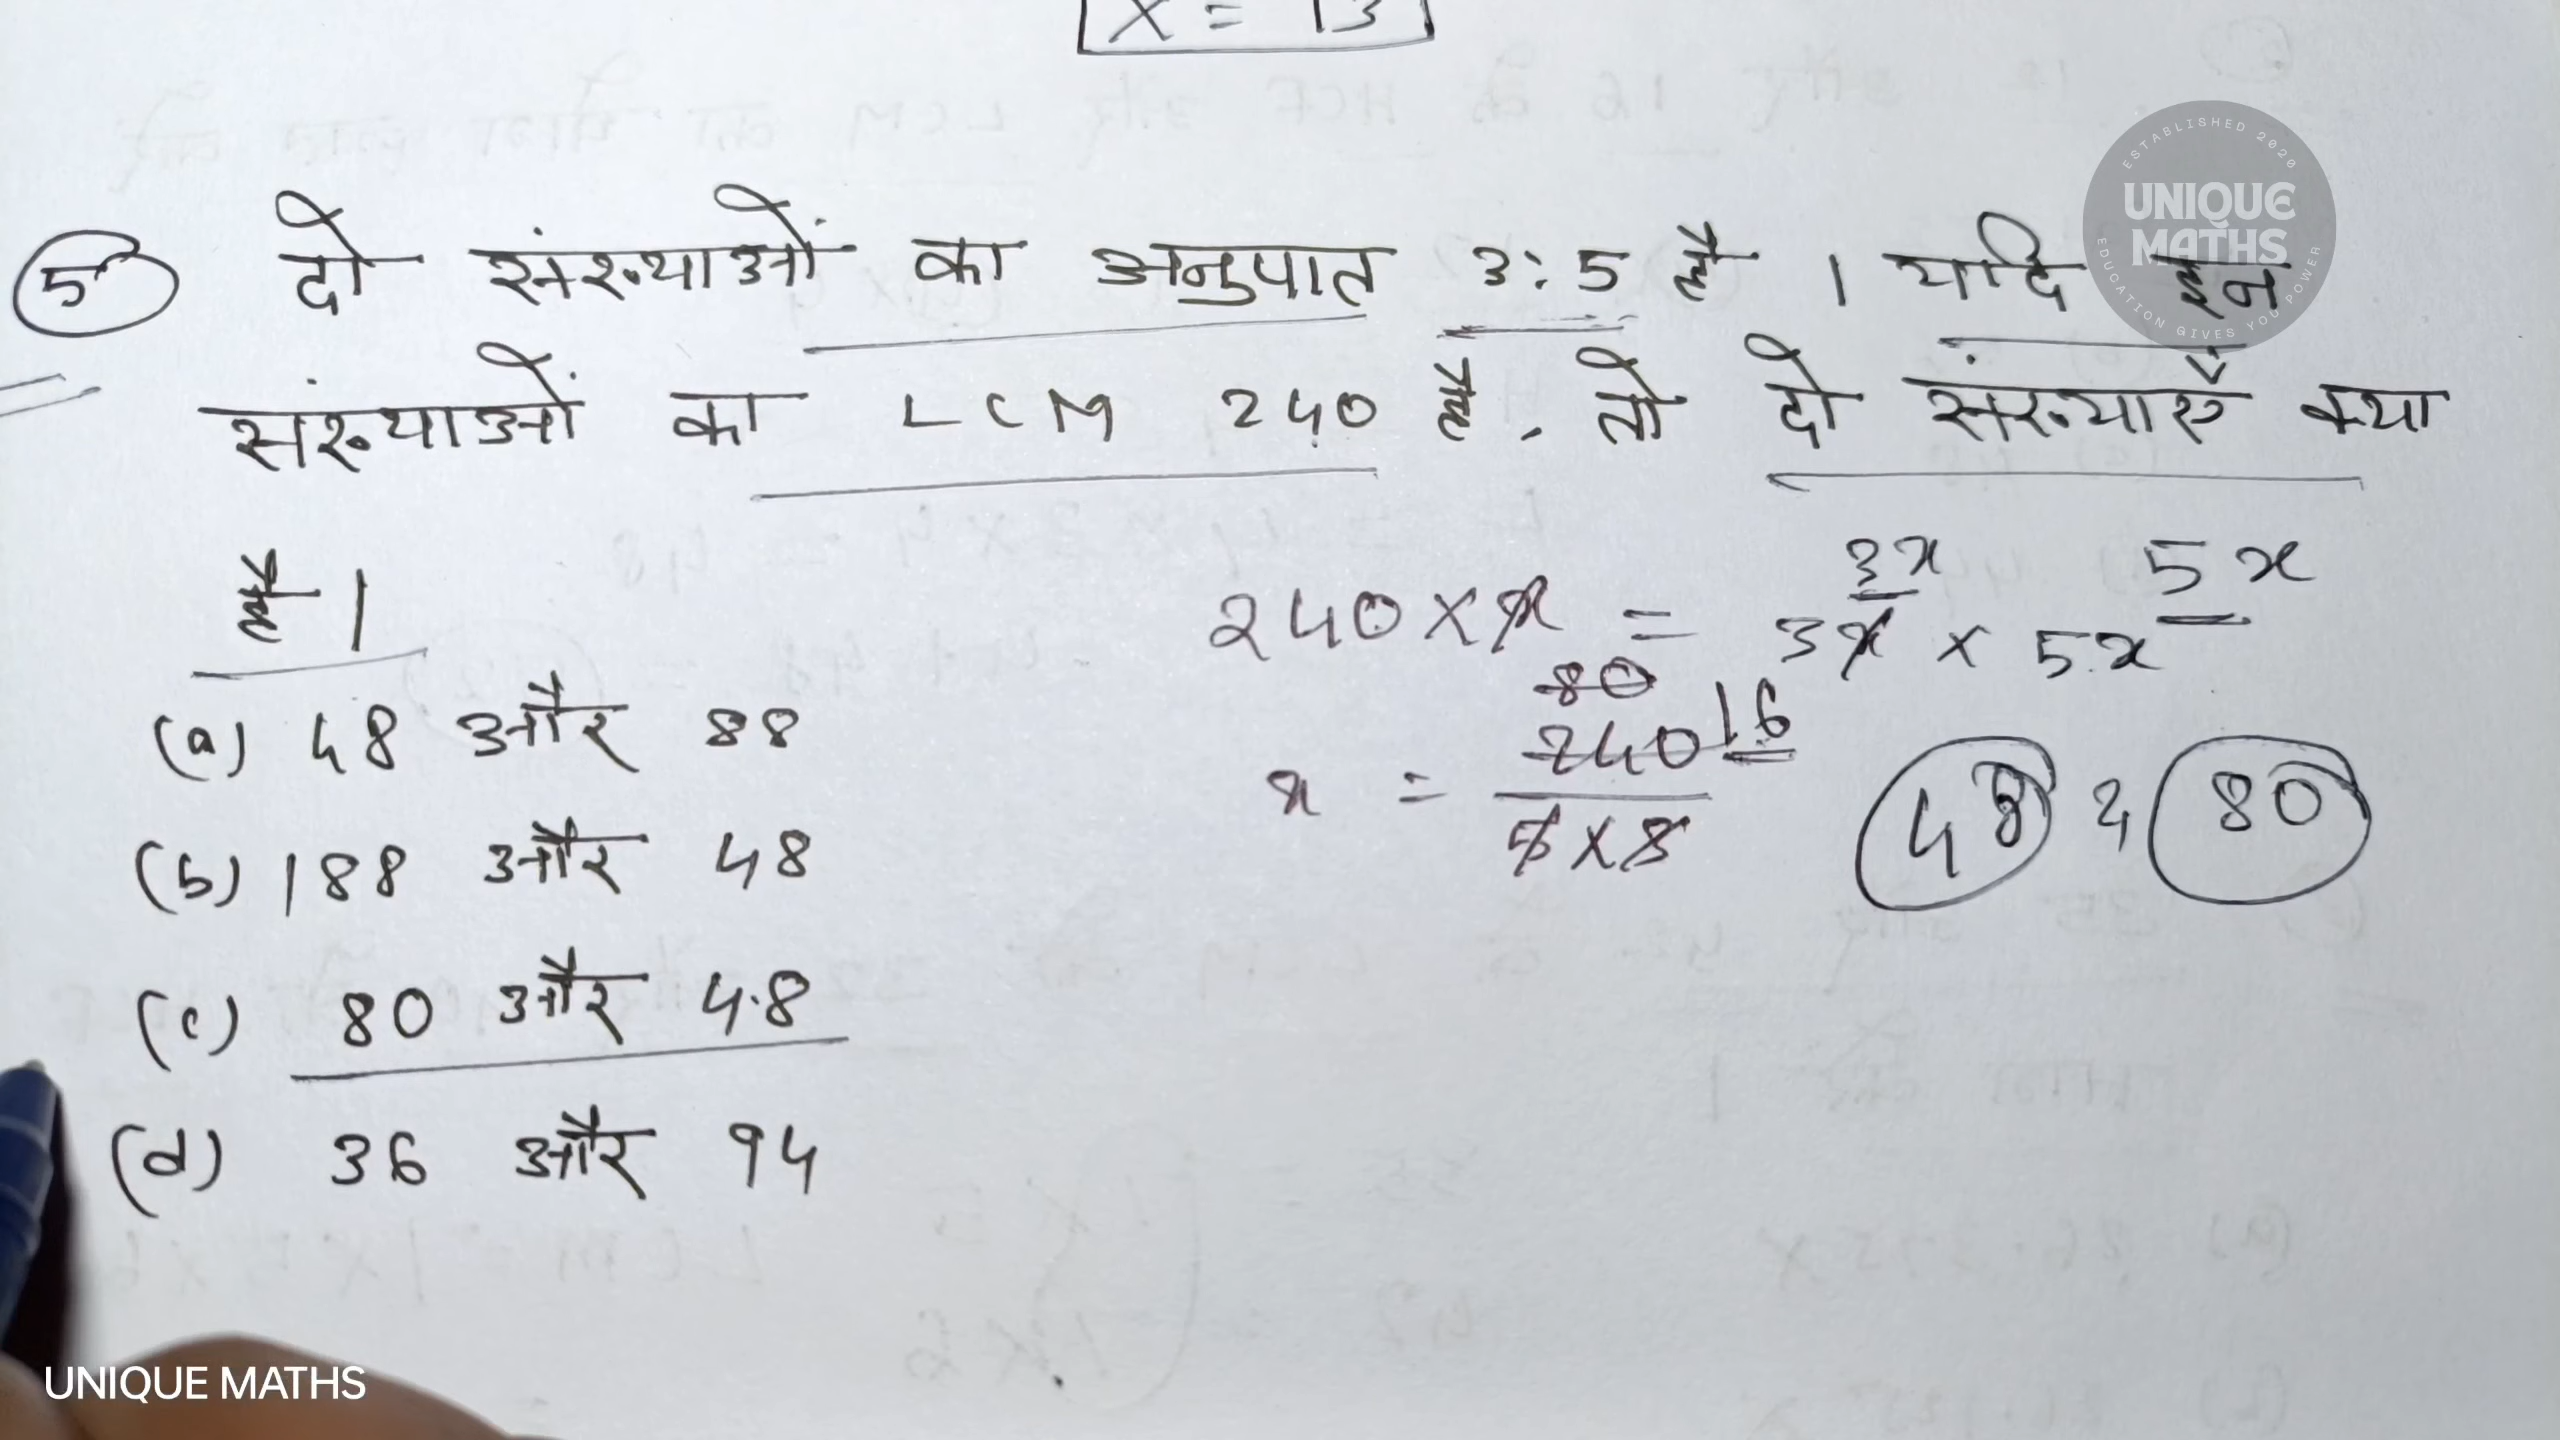 x = 13
ESTABLISHED 2020
UNIQUE
MATHS
EDUCATION GIVES YOU POWER
5 दो संख्याओं का अनुपात 3:5 है । यदि इन
संख्याओं का LCM 240 है, तो दो संख्याएँ क्या
है ।
3x 5x
240 × x = 3x × 5x
80
240 16
x =
5 × 3
48 2 80
(a) 48 और 88
(b) 188 और 48
(c) 80 और 48
(d) 36 और 94
UNIQUE MATHS